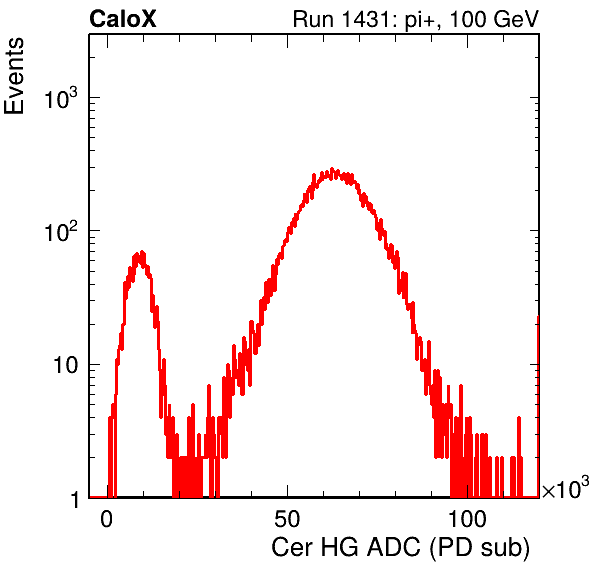 CaloX Run 1431: pi+, 100 GeV
Events
10³
10²
10
1
0 50 100
×10³
Cer HG ADC (PD sub)